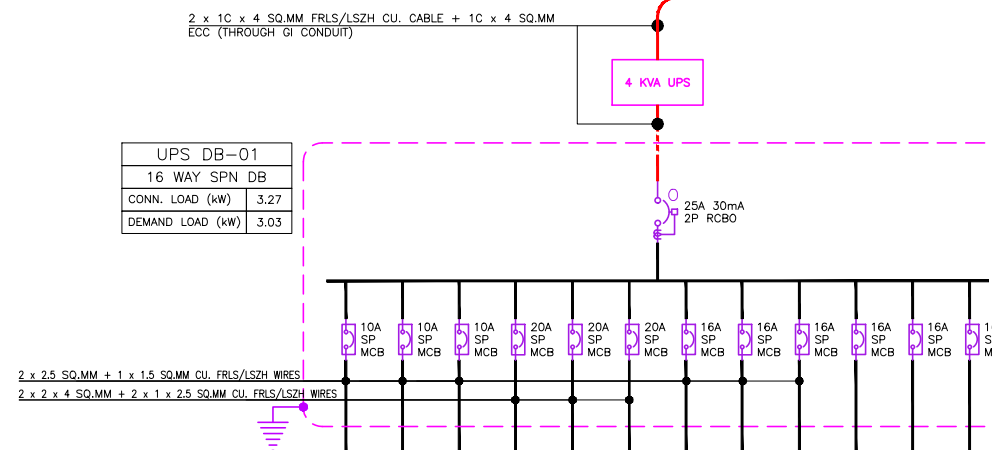 2 x 1C x 4 SQ.MM FRLS/LSZH CU. CABLE + 1C x 4 SQ.MM
ECC (THROUGH GI CONDUIT)
4 KVA UPS
UPS DB-01
16 WAY SPN DB
CONN. LOAD (kW) 3.27
DEMAND LOAD (kW) 3.03
25A 30mA
2P RCBO
10A
SP
MCB
10A
SP
MCB
10A
SP
MCB
20A
SP
MCB
20A
SP
MCB
20A
SP
MCB
16A
SP
MCB
16A
SP
MCB
16A
SP
MCB
16A
SP
MCB
16A
SP
MCB
2 x 2.5 SQ.MM + 1 x 1.5 SQ.MM CU. FRLS/LSZH WIRES
2 x 2 x 4 SQ.MM + 2 x 1 x 2.5 SQ.MM CU. FRLS/LSZH WIRES